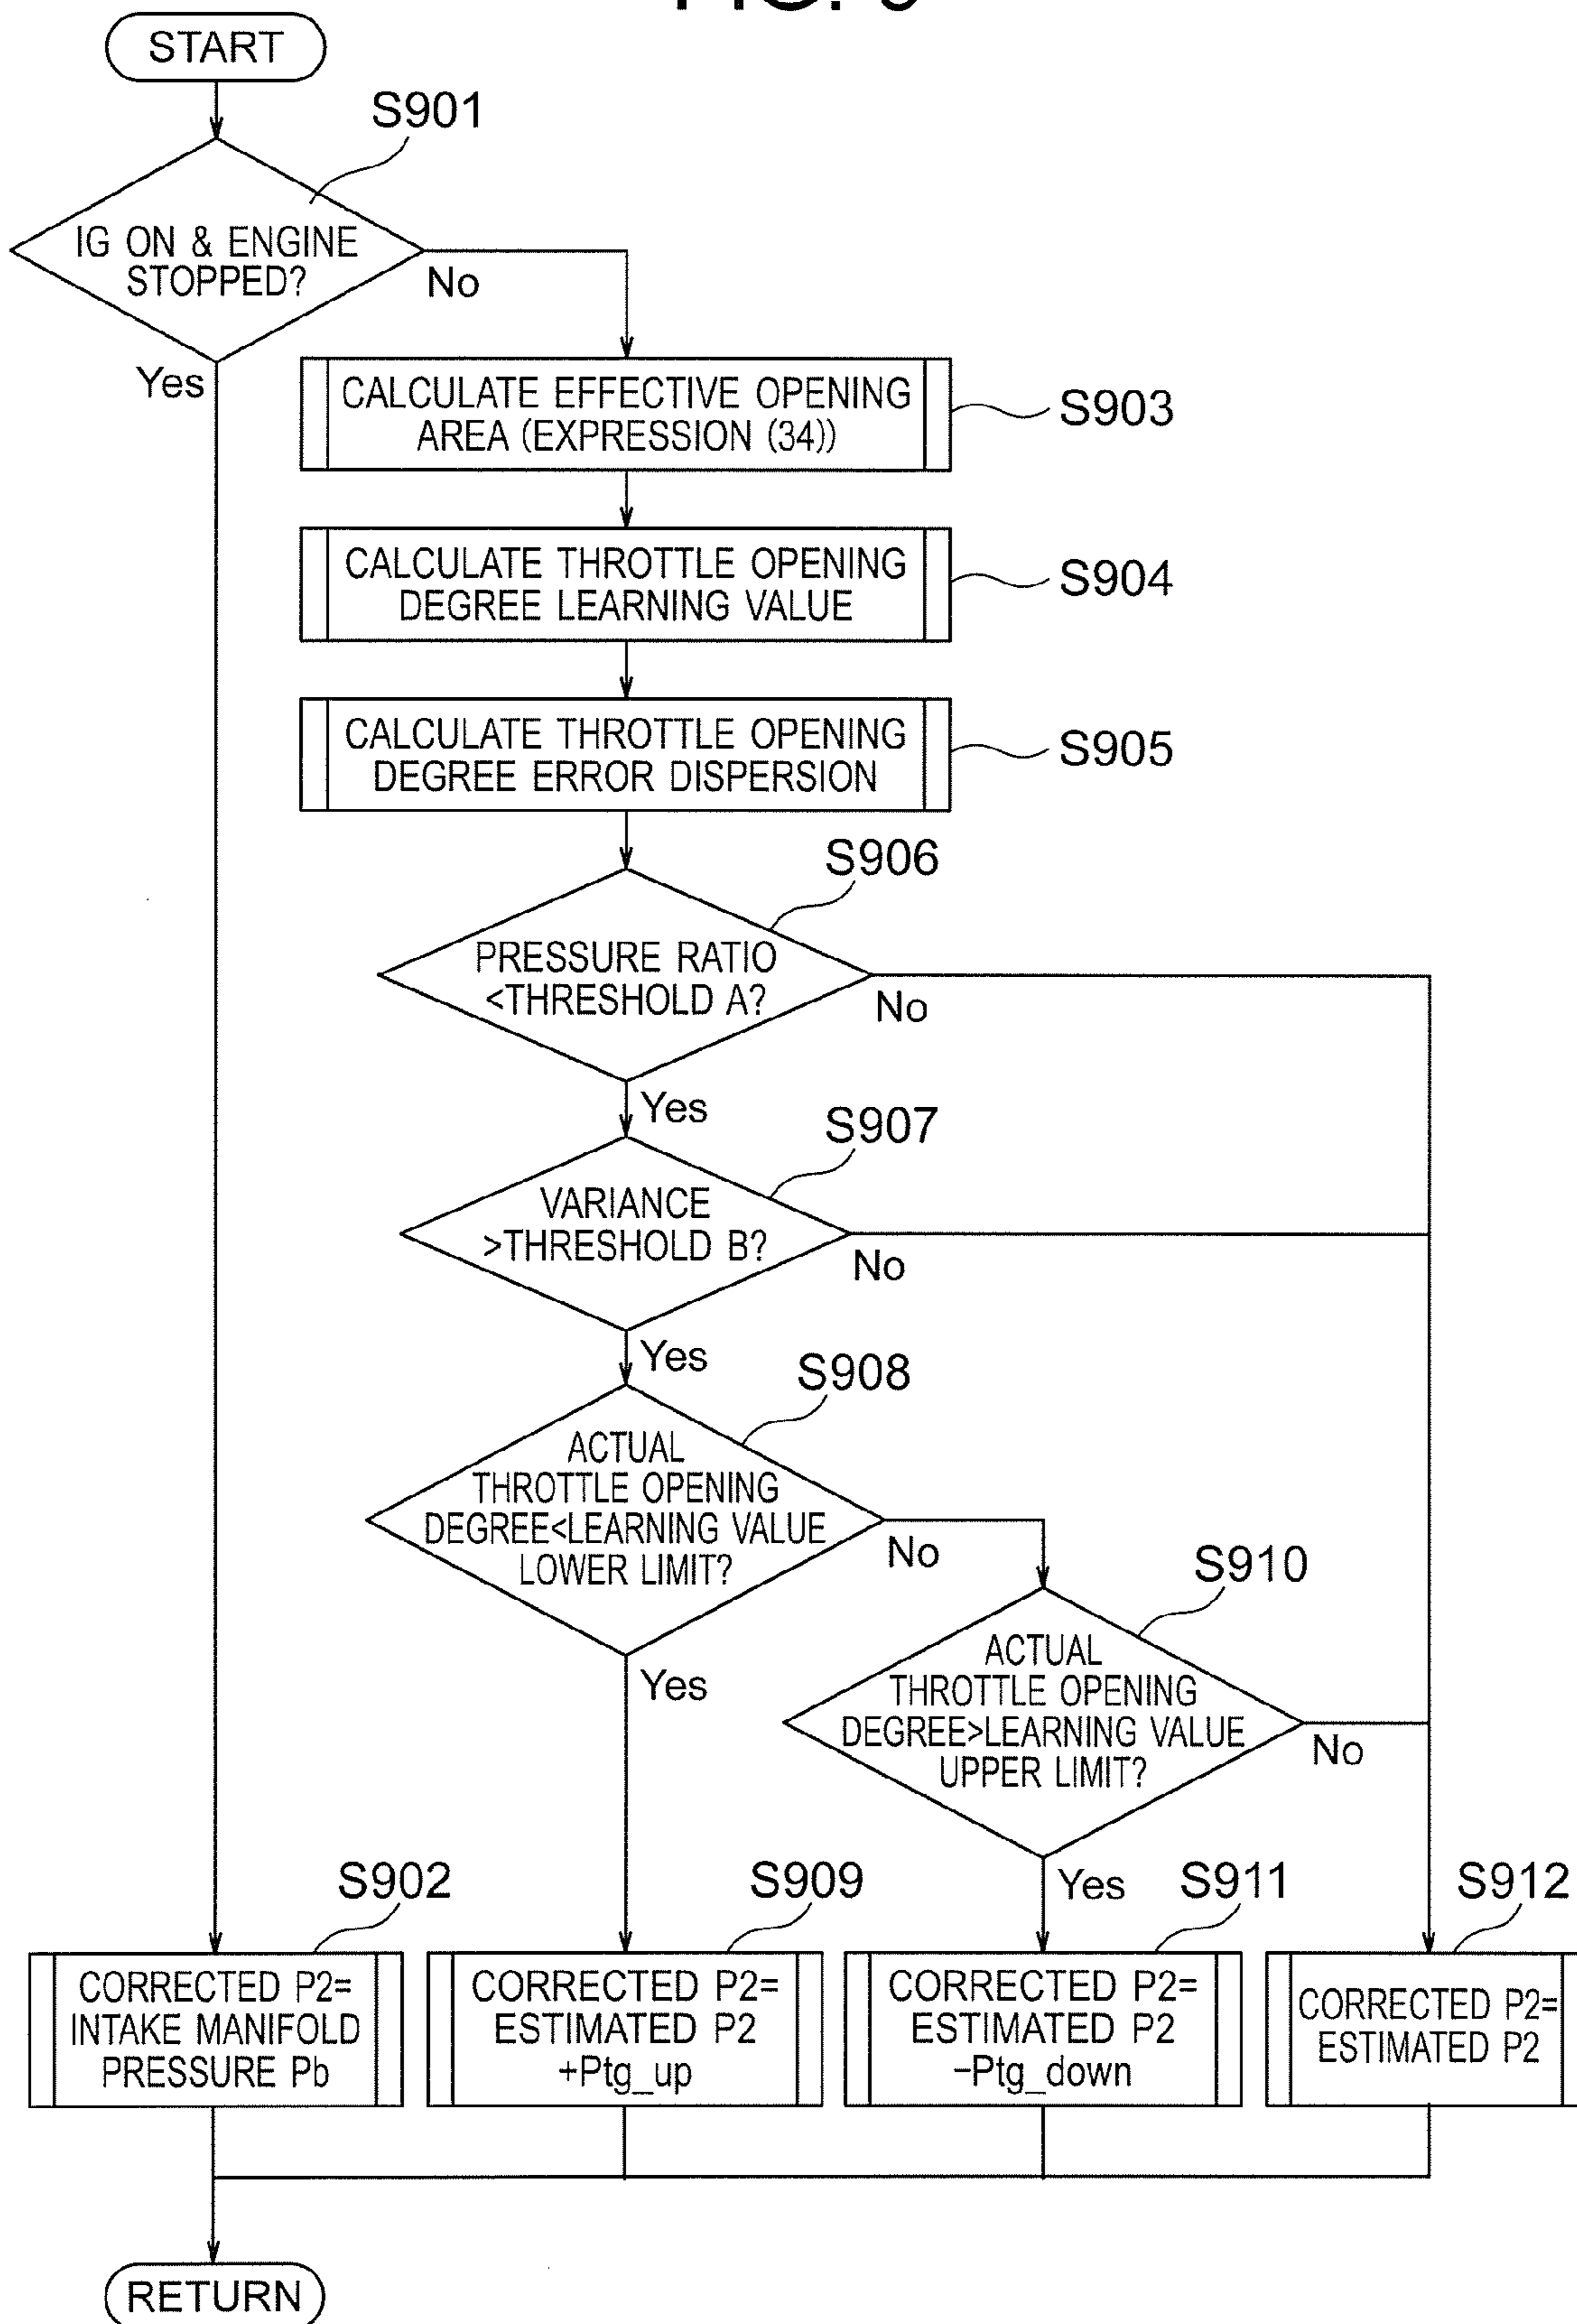 START
S901
IG ON & ENGINE
STOPPED?
No
Yes
CALCULATE EFFECTIVE OPENING
AREA (EXPRESSION (34))
S903
CALCULATE THROTTLE OPENING
DEGREE LEARNING VALUE
S904
CALCULATE THROTTLE OPENING
DEGREE ERROR DISPERSION
S905
S906
PRESSURE RATIO
<THRESHOLD A?
No
Yes
S907
VARIANCE
>THRESHOLD B?
No
Yes
S908
ACTUAL
THROTTLE OPENING
DEGREE<LEARNING VALUE
LOWER LIMIT?
No
Yes
S910
ACTUAL
THROTTLE OPENING
DEGREE>LEARNING VALUE
UPPER LIMIT?
No
Yes
S902
CORRECTED P2=
INTAKE MANIFOLD
PRESSURE Pb
S909
CORRECTED P2=
ESTIMATED P2
+Ptg_up
S911
CORRECTED P2=
ESTIMATED P2
−Ptg_down
S912
CORRECTED P2=
ESTIMATED P2
RETURN